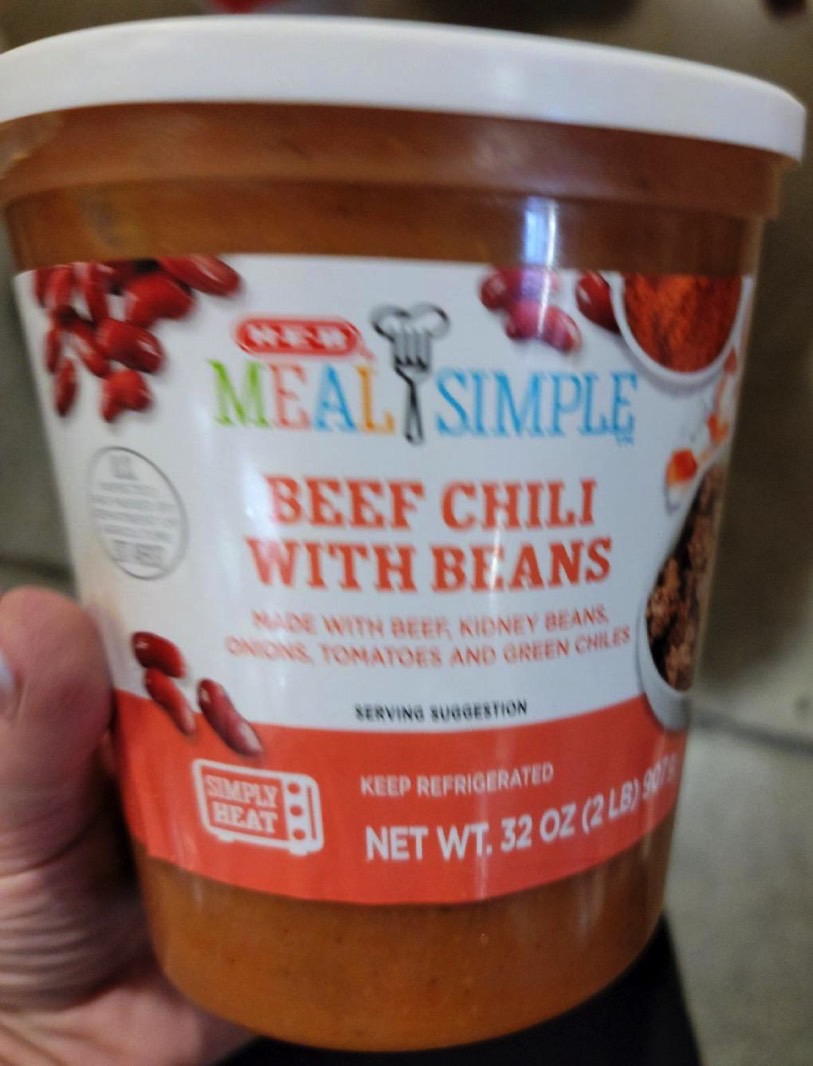 H-E-B
MEAL SIMPLE
BEEF CHILI
WITH BEANS
MADE WITH BEEF, KIDNEY BEANS,
ONIONS, TOMATOES AND GREEN CHILES
SERVING SUGGESTION
SIMPLY
HEAT
KEEP REFRIGERATED
NET WT. 32 OZ (2 LB) 907 g